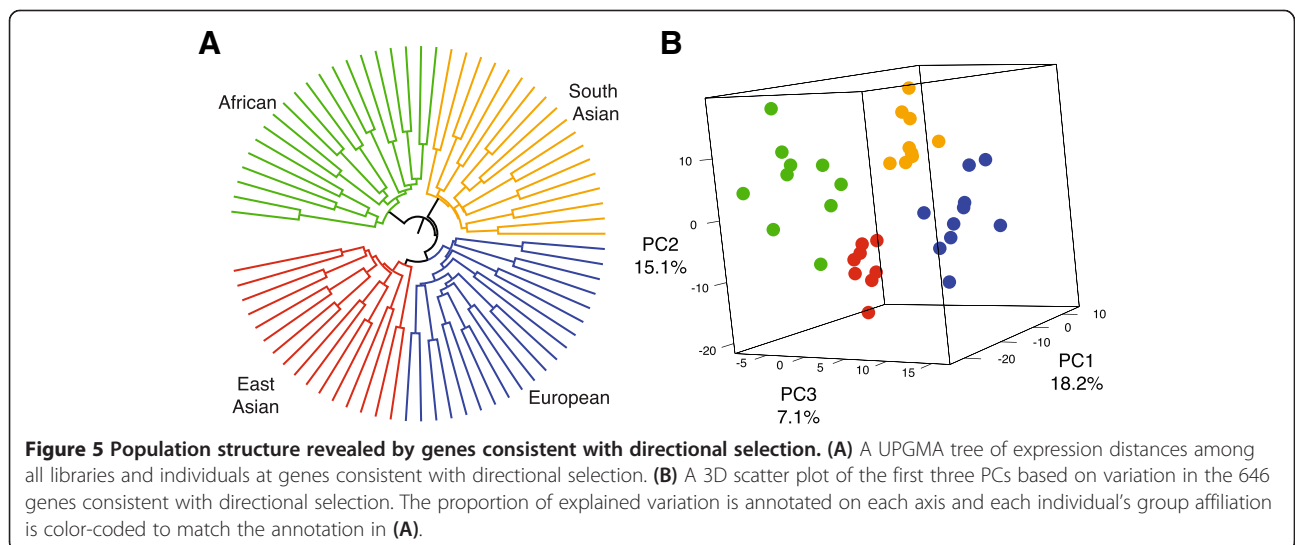 A
B
African
South
Asian
East
Asian
European
10
0
-10
-20
PC2
15.1%
-5
0
5
10
15
PC3
7.1%
-20
-10
0
10
PC1
18.2%
Figure 5 Population structure revealed by genes consistent with directional selection. (A) A UPGMA tree of expression distances among
all libraries and individuals at genes consistent with directional selection. (B) A 3D scatter plot of the first three PCs based on variation in the 646
genes consistent with directional selection. The proportion of explained variation is annotated on each axis and each individual's group affiliation
is color-coded to match the annotation in (A).